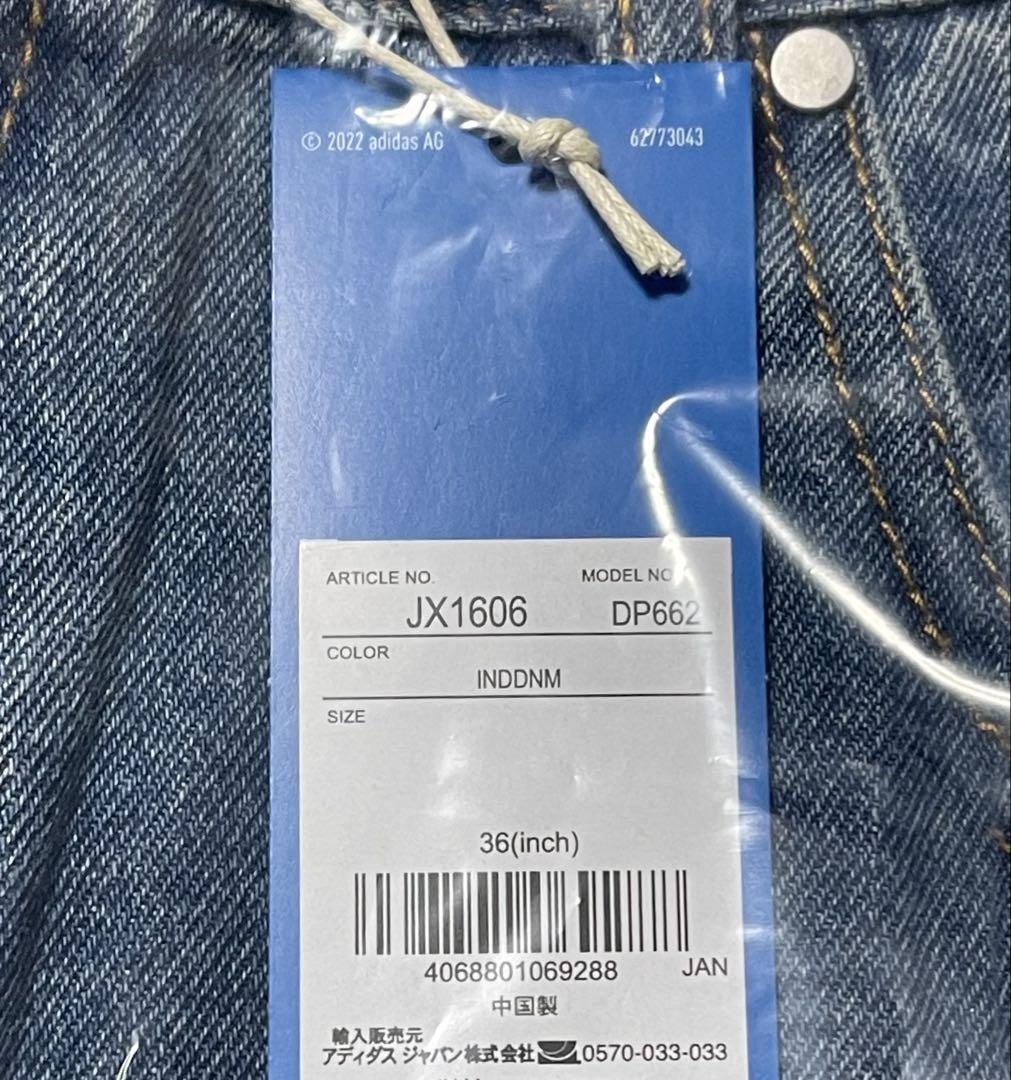 © 2022 adidas AG 62773043
ARTICLE NO. MODEL NO
JX1606 DP662
COLOR
INDDNM
SIZE
36(inch)
4068801069288 JAN
中国製
輸入販売元
アディダス ジャパン株式会社 0570-033-033